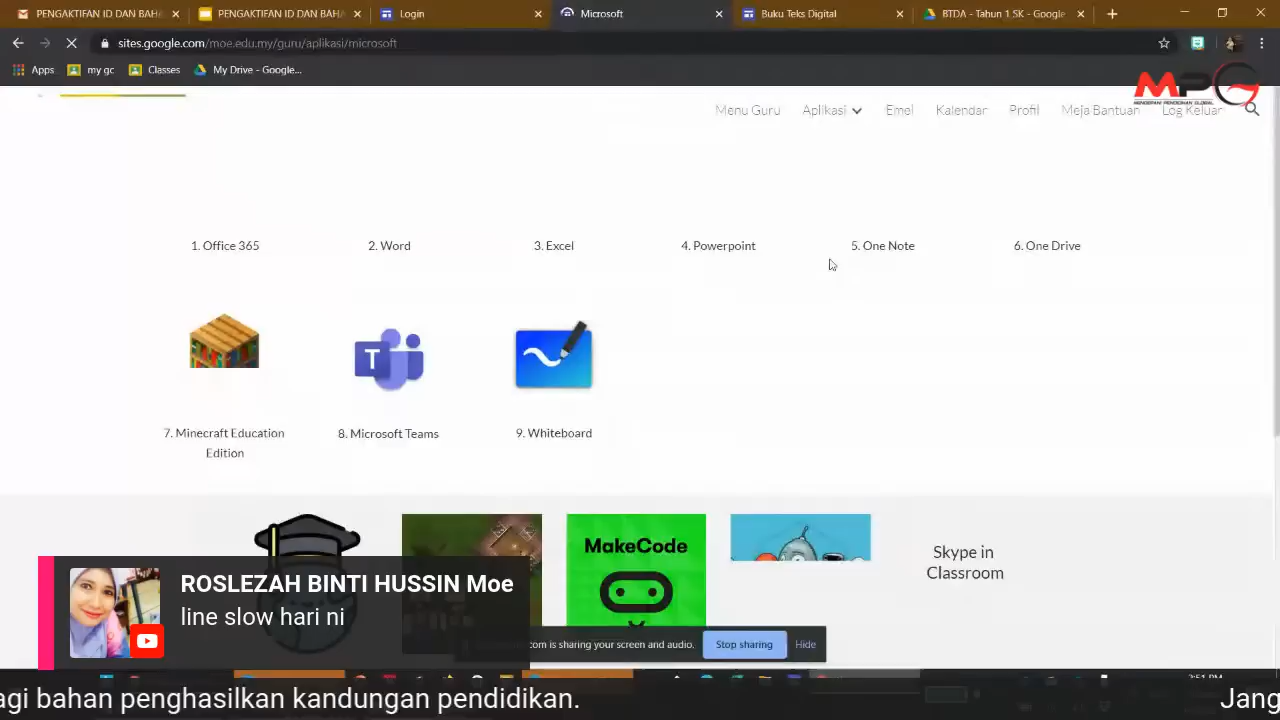 PENGAKTIFAN ID DAN BAHA
PENGAKTIFAN ID DAN BAHA
Login
Microsoft
Buku Teks Digital
BTDA - Tahun 1 SK - Google
sites.google.com/moe.edu.my/guru/aplikasi/microsoft
Apps
my gc
Classes
My Drive - Google...
MPG
Menu Guru
Aplikasi
Emel
Kalendar
Profil
Meja Bantuan
Log Keluar
1. Office 365
2. Word
3. Excel
4. Powerpoint
5. One Note
6. One Drive
T
7. Minecraft Education
Edition
8. Microsoft Teams
9. Whiteboard
MakeCode
Skype in
Classroom
ROSLEZAH BINTI HUSSIN Moe
line slow hari ni
com is sharing your screen and audio.
Stop sharing
Hide
agi bahan penghasilkan kandungan pendidikan.
Jang